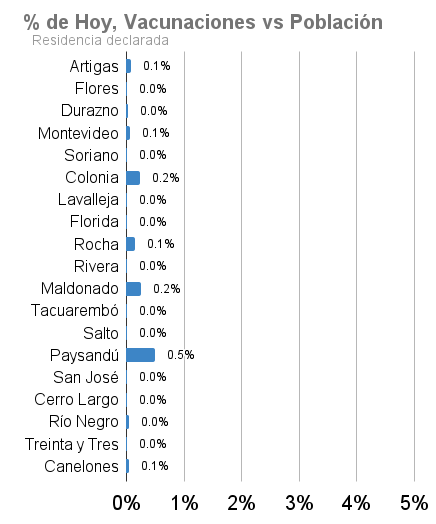 % de Hoy, Vacunaciones vs Población
Residencia declarada
Artigas 0.1%
Flores 0.0%
Durazno 0.0%
Montevideo 0.1%
Soriano 0.0%
Colonia 0.2%
Lavalleja 0.0%
Florida 0.0%
Rocha 0.1%
Rivera 0.0%
Maldonado 0.2%
Tacuarembó 0.0%
Salto 0.0%
Paysandú 0.5%
San José 0.0%
Cerro Largo 0.0%
Río Negro 0.0%
Treinta y Tres 0.0%
Canelones 0.1%
0% 1% 2% 3% 4% 5%